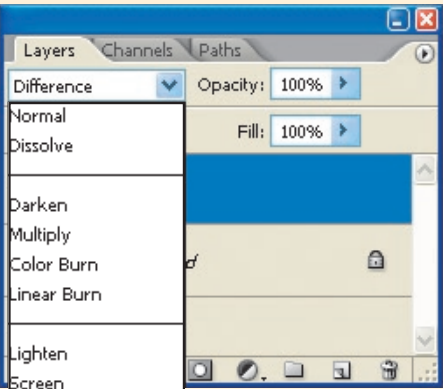 Layers Channels Paths
Difference Opacity: 100%
Normal
Fill: 100%
Dissolve
Darken
Multiply
Color Burn
d
Linear Burn
Lighten
Screen